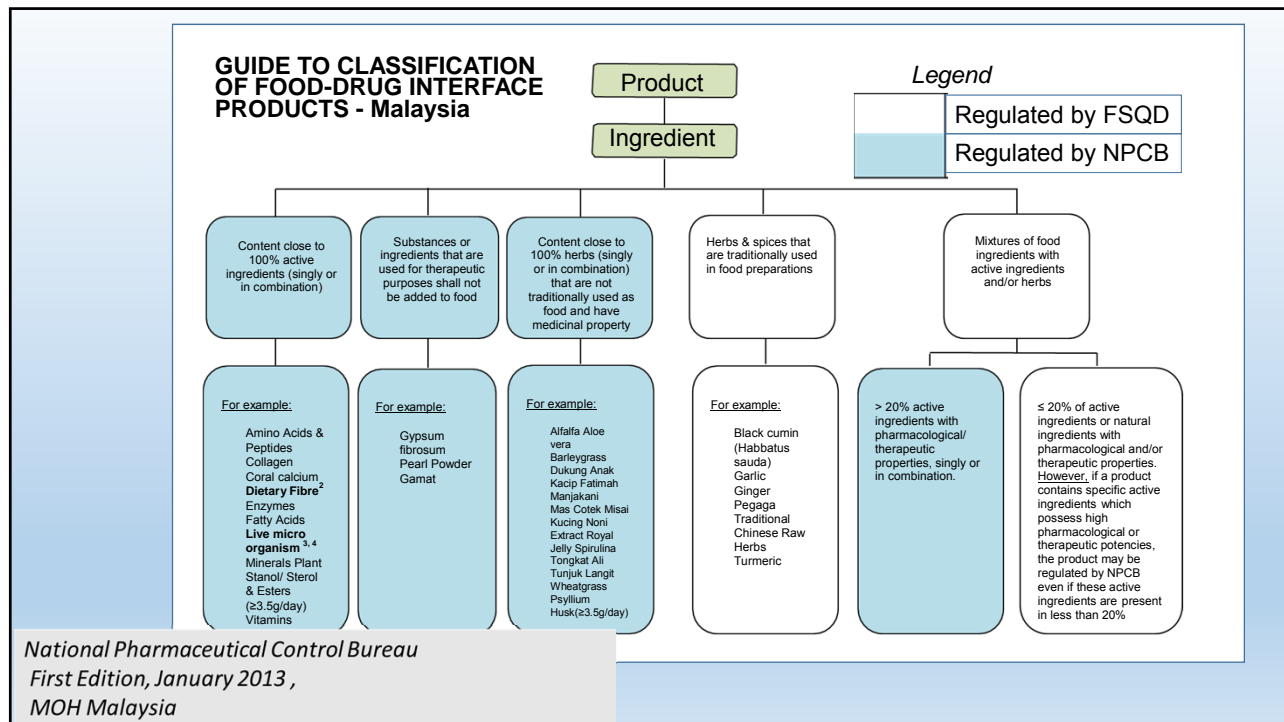 GUIDE TO CLASSIFICATION
OF FOOD-DRUG INTERFACE
PRODUCTS - Malaysia
Product
Ingredient
Legend
Regulated by FSQD
Regulated by NPCB
Content close to
100% active
ingredients (singly or
in combination)
Substances or
ingredients that are
used for therapeutic
purposes shall not
be added to food
Content close to
100% herbs (singly
or in combination)
that are not
traditionally used as
food and have
medicinal property
Herbs & spices that
are traditionally used
in food preparations
Mixtures of food
ingredients with
active ingredients
and/or herbs
For example:
Amino Acids &
Peptides
Collagen
Coral calcium
Dietary Fibre2
Enzymes
Fatty Acids
Live micro
organism 3, 4
Minerals Plant
Stanol/ Sterol
& Esters
(≥3.5g/day)
Vitamins
For example:
Gypsum
fibrosum
Pearl Powder
Gamat
For example:
Alfalfa Aloe
vera
Barleygrass
Dukung Anak
Kacip Fatimah
Manjakani
Mas Cotek Misai
Kucing Noni
Extract Royal
Jelly Spirulina
Tongkat Ali
Tunjuk Langit
Wheatgrass
Psyllium
Husk(≥3.5g/day)
For example:
Black cumin
(Habbatus
sauda)
Garlic
Ginger
Pegaga
Traditional
Chinese Raw
Herbs
Turmeric
> 20% active
ingredients with
pharmacological/
therapeutic
properties, singly or
in combination.
≤ 20% of active
ingredients or natural
ingredients with
pharmacological and/or
therapeutic properties.
However, if a product
contains specific active
ingredients which
possess high
pharmacological or
therapeutic potencies,
the product may be
regulated by NPCB
even if these active
ingredients are present
in less than 20%
National Pharmaceutical Control Bureau
First Edition, January 2013 ,
MOH Malaysia